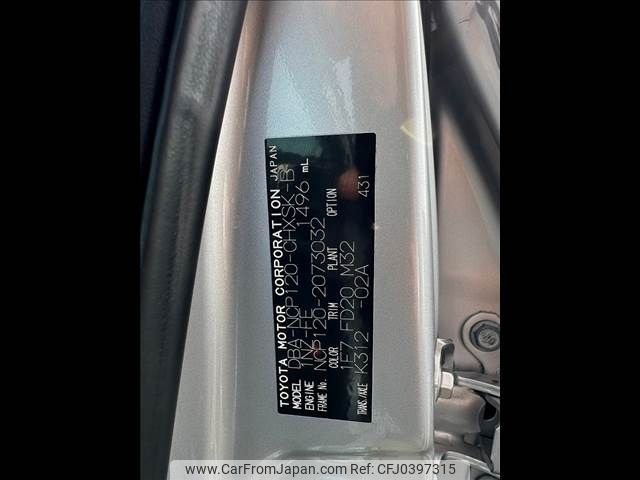 TOYOTA MOTOR CORPORATION JAPAN
MODEL DBA-NCP120-CHXSK-B
ENGINE 1NZ-FE 1496 mL
FRAME No. NCP120-2073032
COLOR TRIM PLANT OPTION
1F7 FD20 M32 431
TRANS/AXLE K312 -02A
www.CarFromJapan.com | REFNO:CFJ0397315